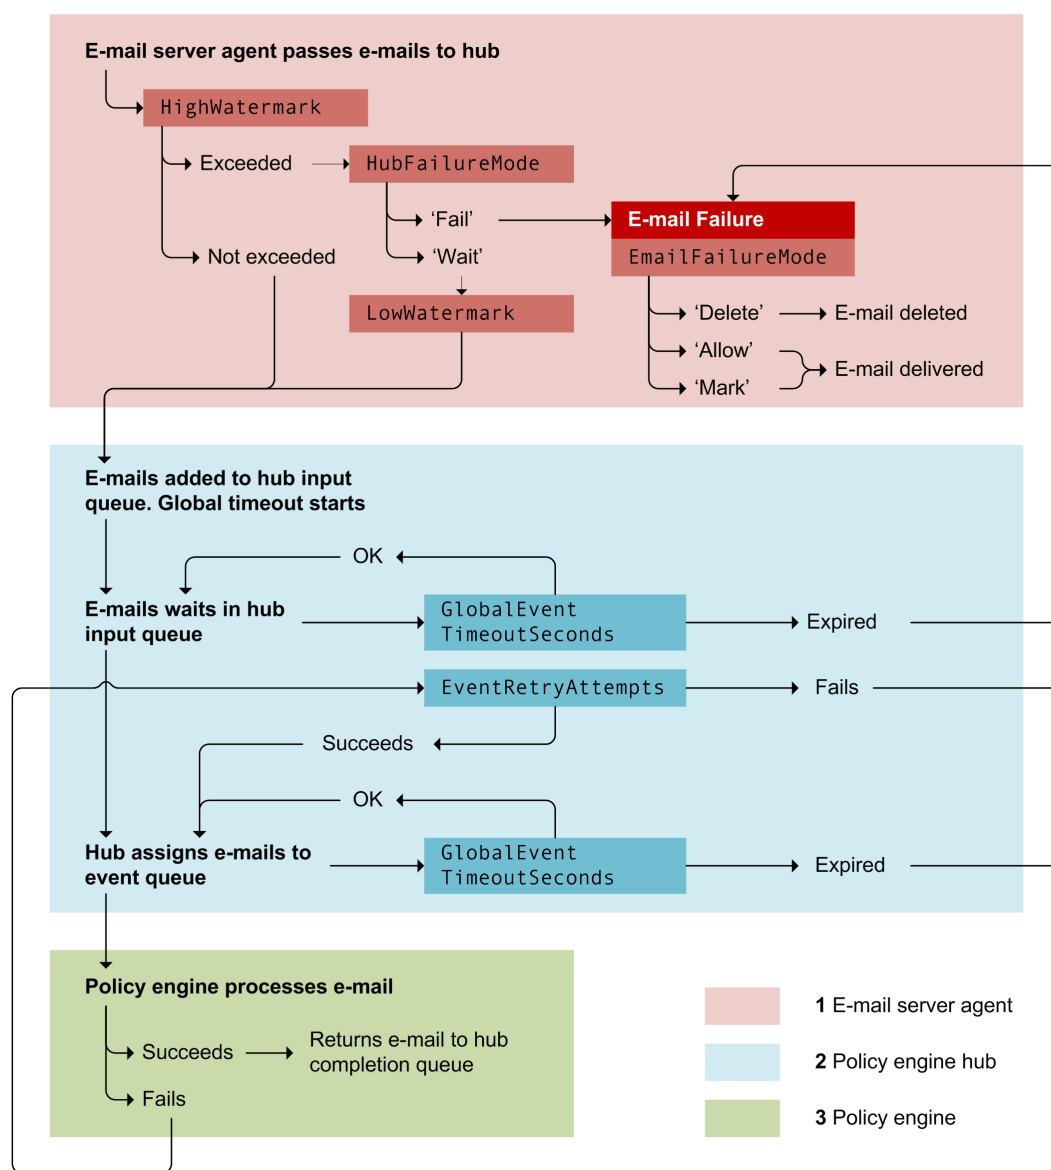 E-mail server agent passes e-mails to hub
HighWatermark
Exceeded
HubFailureMode
‘Fail’
E-mail Failure
Not exceeded
‘Wait’
EmailFailureMode
LowWatermark
‘Delete’
E-mail deleted
‘Allow’
E-mail delivered
‘Mark’
E-mails added to hub input
queue. Global timeout starts
OK
E-mails waits in hub
input queue
GlobalEvent
TimeoutSeconds
Expired
EventRetryAttempts
Fails
Succeeds
OK
Hub assigns e-mails to
event queue
GlobalEvent
TimeoutSeconds
Expired
Policy engine processes e-mail
Succeeds
Returns e-mail to hub
completion queue
Fails
1 E-mail server agent
2 Policy engine hub
3 Policy engine